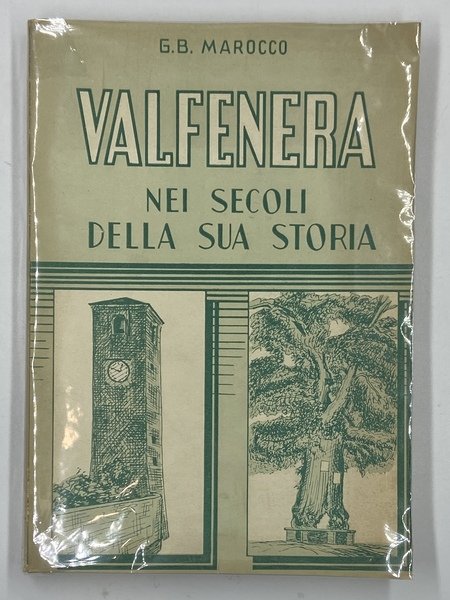 G.B. MAROCCO
VALFENERA
NEI SECOLI
DELLA SUA STORIA